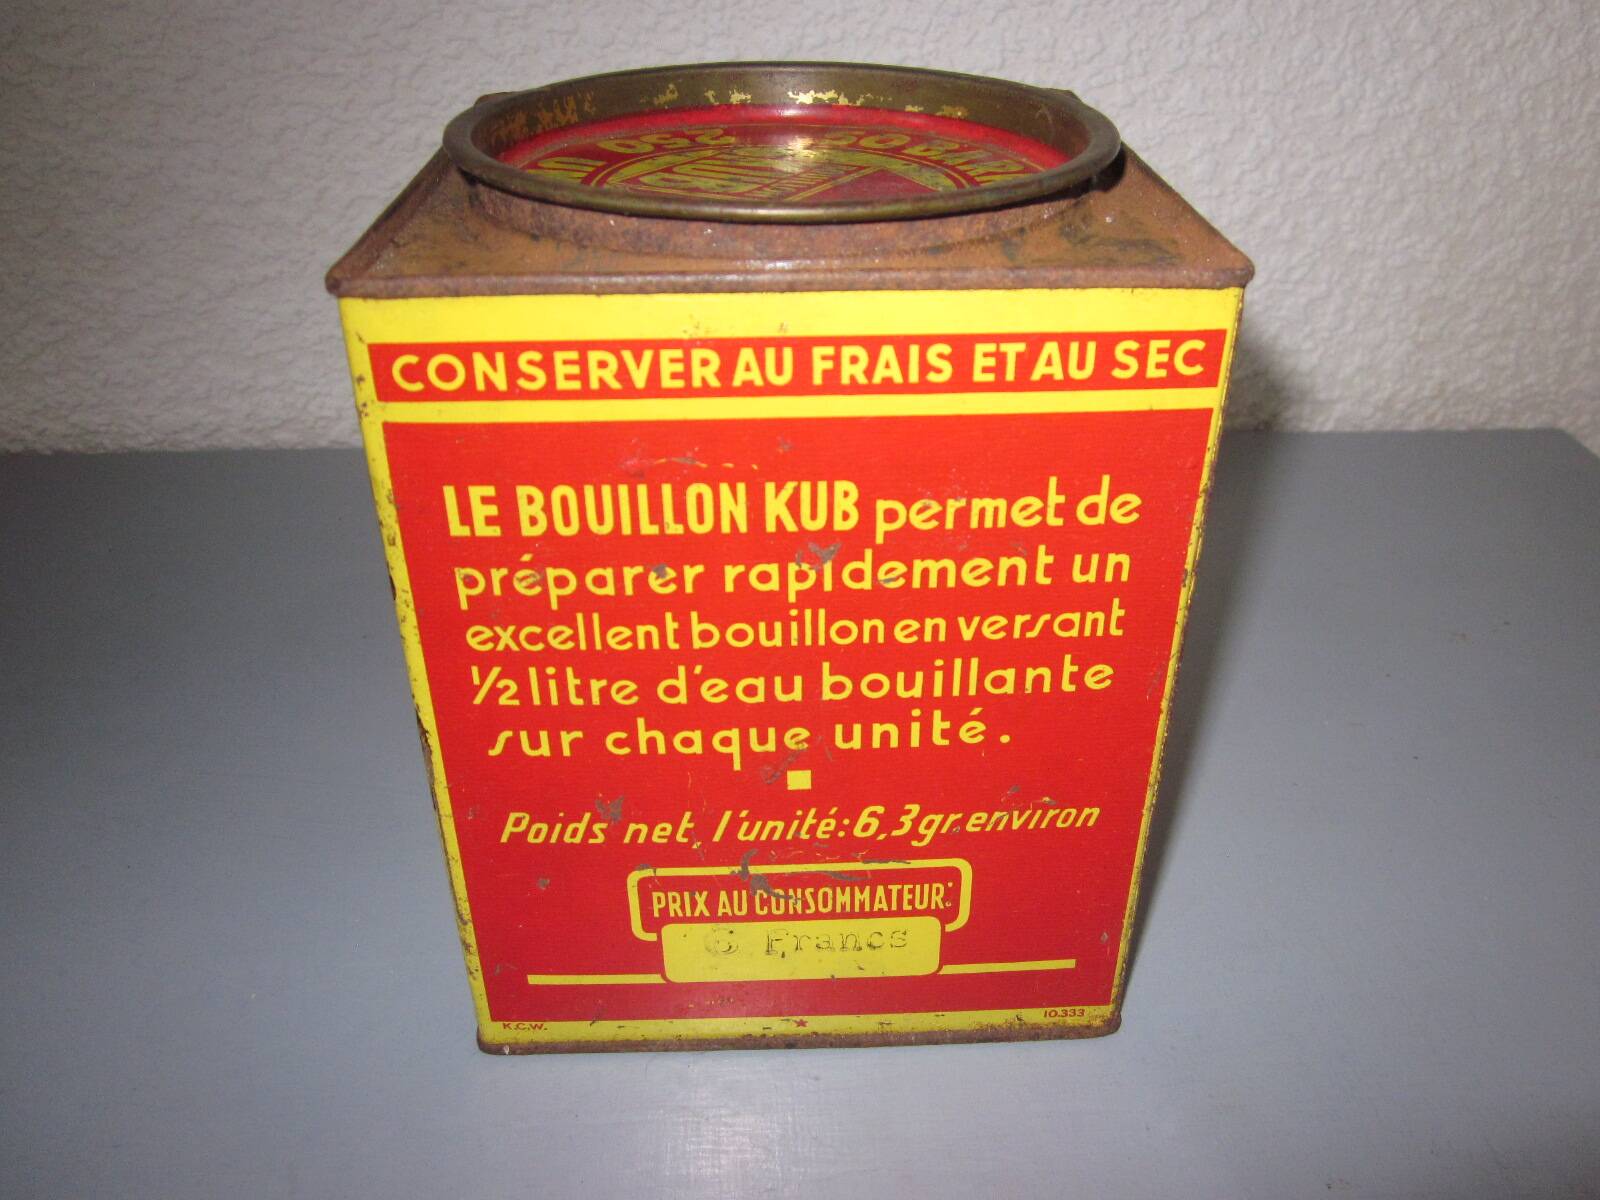 CONSERVER AU FRAIS ET AU SEC
LE BOUILLON KUB permet de
préparer rapidement un
excellent bouillon en versant
½ litre d'eau bouillante
sur chaque unité.
Poids net, l'unité: 6,3 gr. environ
PRIX AU CONSOMMATEUR:
6 Francs
K.C.W.
10.333